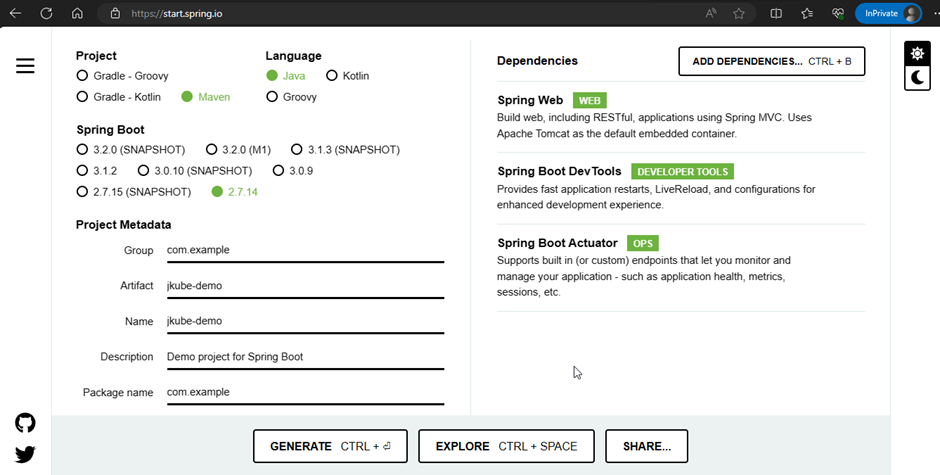 https://start.spring.io
InPrivate
Project
Language
Gradle - Groovy
Java Kotlin
Gradle - Kotlin Maven
Groovy
Spring Boot
3.2.0 (SNAPSHOT) 3.2.0 (M1) 3.1.3 (SNAPSHOT)
3.1.2 3.0.10 (SNAPSHOT) 3.0.9
2.7.15 (SNAPSHOT) 2.7.14
Project Metadata
Group com.example
Artifact jkube-demo
Name jkube-demo
Description Demo project for Spring Boot
Package name com.example
Dependencies
ADD DEPENDENCIES... CTRL + B
Spring Web WEB
Build web, including RESTful, applications using Spring MVC. Uses
Apache Tomcat as the default embedded container.
Spring Boot DevTools DEVELOPER TOOLS
Provides fast application restarts, LiveReload, and configurations for
enhanced development experience.
Spring Boot Actuator OPS
Supports built in (or custom) endpoints that let you monitor and
manage your application - such as application health, metrics,
sessions, etc.
GENERATE CTRL + ⏎
EXPLORE CTRL + SPACE
SHARE...